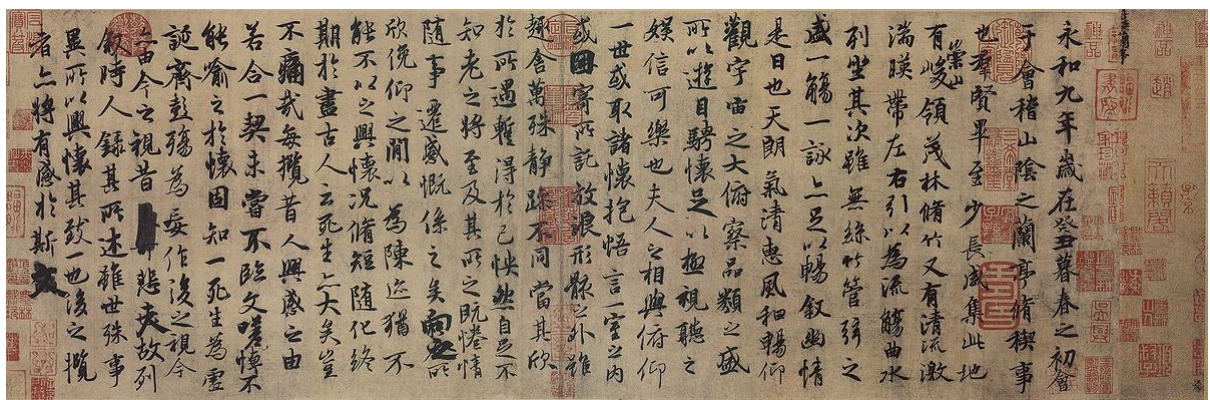 永和九年歲在癸丑暮春之初會
于會稽山陰之蘭亭脩稧事
也羣賢畢至少長咸集此地
有崇山峻領茂林脩竹又有清流激
湍暎帶左右引以為流觴曲水
列坐其次雖無絲竹管弦之
盛一觴一詠亦足以暢叙幽情
是日也天朗氣清惠風和暢仰
觀宇宙之大俯察品類之盛
所以遊目騁懷足以極視聽之
娛信可樂也夫人之相與俯仰
一世或取諸懷抱悟言一室之內
或因寄所託放浪形骸之外雖
趣舍萬殊靜躁不同當其欣
於所遇蹔得於己怏然自足不
知老之將至及其所之既惓情
隨事遷感慨係之矣向之所
欣俛仰之閒以為陳迹猶不
能不以之興懷況脩短隨化終
期於盡古人云死生亦大矣豈
不痛哉每攬昔人興感之由
若合一契未嘗不臨文嗟悼不
能喻之於懷固知一死生為虛
誕齊彭殤為妄作後之視今
亦由今之視昔悲夫故列
叙時人錄其所述雖世殊事
異所以興懷其致一也後之攬
者亦將有感於斯文